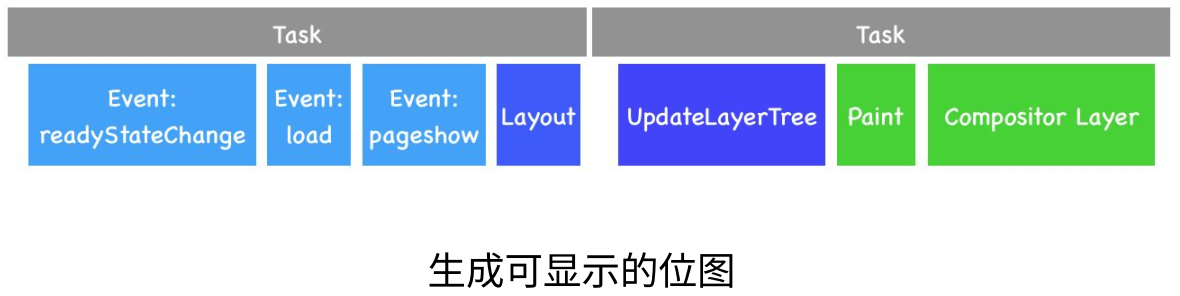 Task
Task
Event:
readyStateChange
Event:
load
Event:
pageshow
Layout
UpdateLayerTree
Paint
Compositor Layer
生成可显示的位图